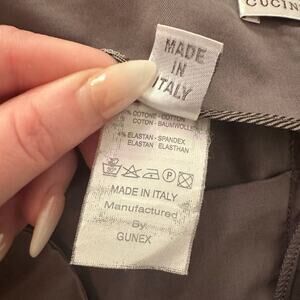 CUCIN
MADE
IN
ITALY
% COTONE - COTTON
COTON - BAUMWOLLE
4% ELASTAN - SPANDEX
ELASTAN ELASTHAN
MADE IN ITALY
Manufactured
By
GUNEX